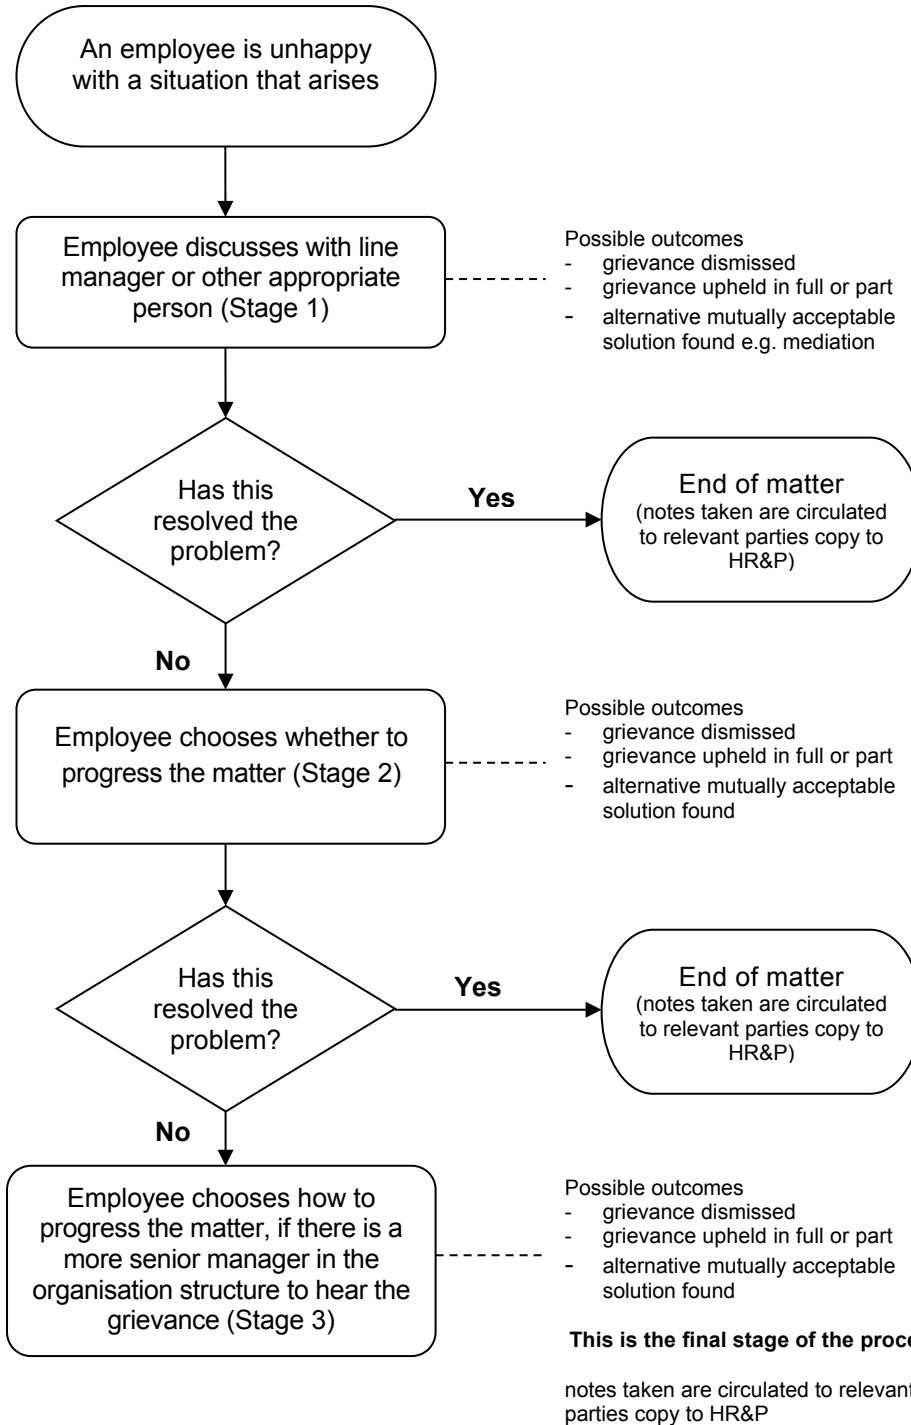 An employee is unhappy
with a situation that arises
Employee discusses with line
manager or other appropriate
person (Stage 1)
Possible outcomes
- grievance dismissed
- grievance upheld in full or part
- alternative mutually acceptable
solution found e.g. mediation
Has this
resolved the
problem?
Yes
End of matter
(notes taken are circulated
to relevant parties copy to
HR&P)
No
Employee chooses whether to
progress the matter (Stage 2)
Possible outcomes
- grievance dismissed
- grievance upheld in full or part
- alternative mutually acceptable
solution found
Has this
resolved the
problem?
Yes
End of matter
(notes taken are circulated
to relevant parties copy to
HR&P)
No
Employee chooses how to
progress the matter, if there is a
more senior manager in the
organisation structure to hear the
grievance (Stage 3)
Possible outcomes
- grievance dismissed
- grievance upheld in full or part
- alternative mutually acceptable
solution found
This is the final stage of the
notes taken are circulated to relevant
parties copy to HR&P